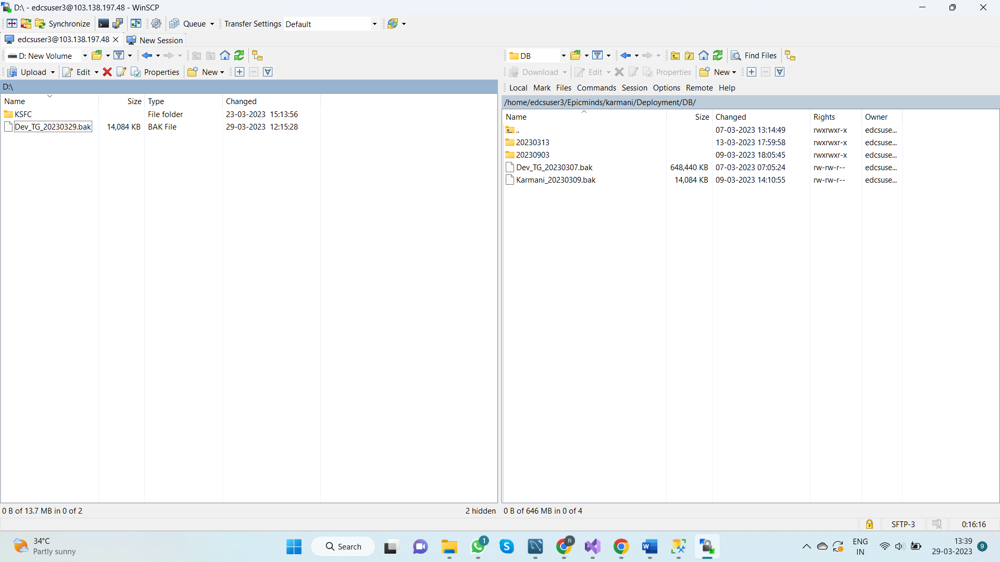 D:\ - edcsuser3@103.138.197.48 - WinSCP
Synchronize Queue Transfer Settings Default
edcsuser3@103.138.197.48 New Session
D: New Volume
Upload Edit Properties New
D:\
Name Size Type Changed
KSFC File folder 23-03-2023 15:13:56
Dev_TG_20230329.bak 14,084 KB BAK File 29-03-2023 12:15:28
0 B of 13.7 MB in 0 of 2 2 hidden
DB Find Files
Download Edit Properties New
Local Mark Files Commands Session Options Remote Help
/home/edcsuser3/Epicminds/karmani/Deployment/DB/
Name Size Changed Rights Owner
.. 07-03-2023 13:14:49 rwxrwxr-x edcsuse...
20230313 13-03-2023 17:59:58 rwxrwxr-x edcsuse...
20230903 09-03-2023 18:05:45 rwxrwxr-x edcsuse...
Dev_TG_20230307.bak 648,440 KB 07-03-2023 07:05:24 rw-rw-r-- edcsuse...
Karmani_20230309.bak 14,084 KB 09-03-2023 14:10:55 rw-rw-r-- edcsuse...
0 B of 646 MB in 0 of 4
SFTP-3 0:16:16
34°C
Partly sunny
Search
1
R
ENG
IN
13:39
29-03-2023
9